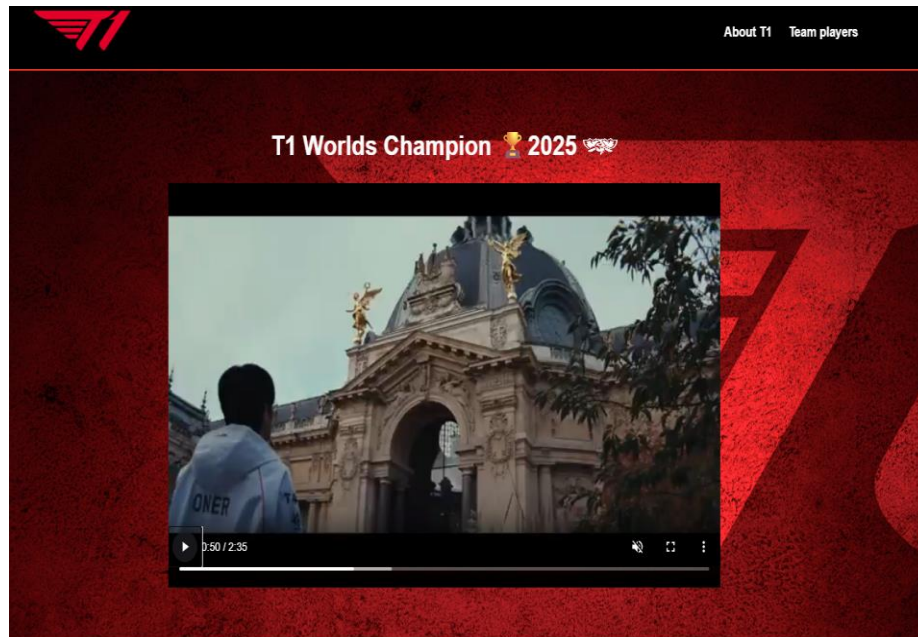 T1
About T1 Team players
T1 Worlds Champion 🏆 2025
ONER
0:50 / 2:35